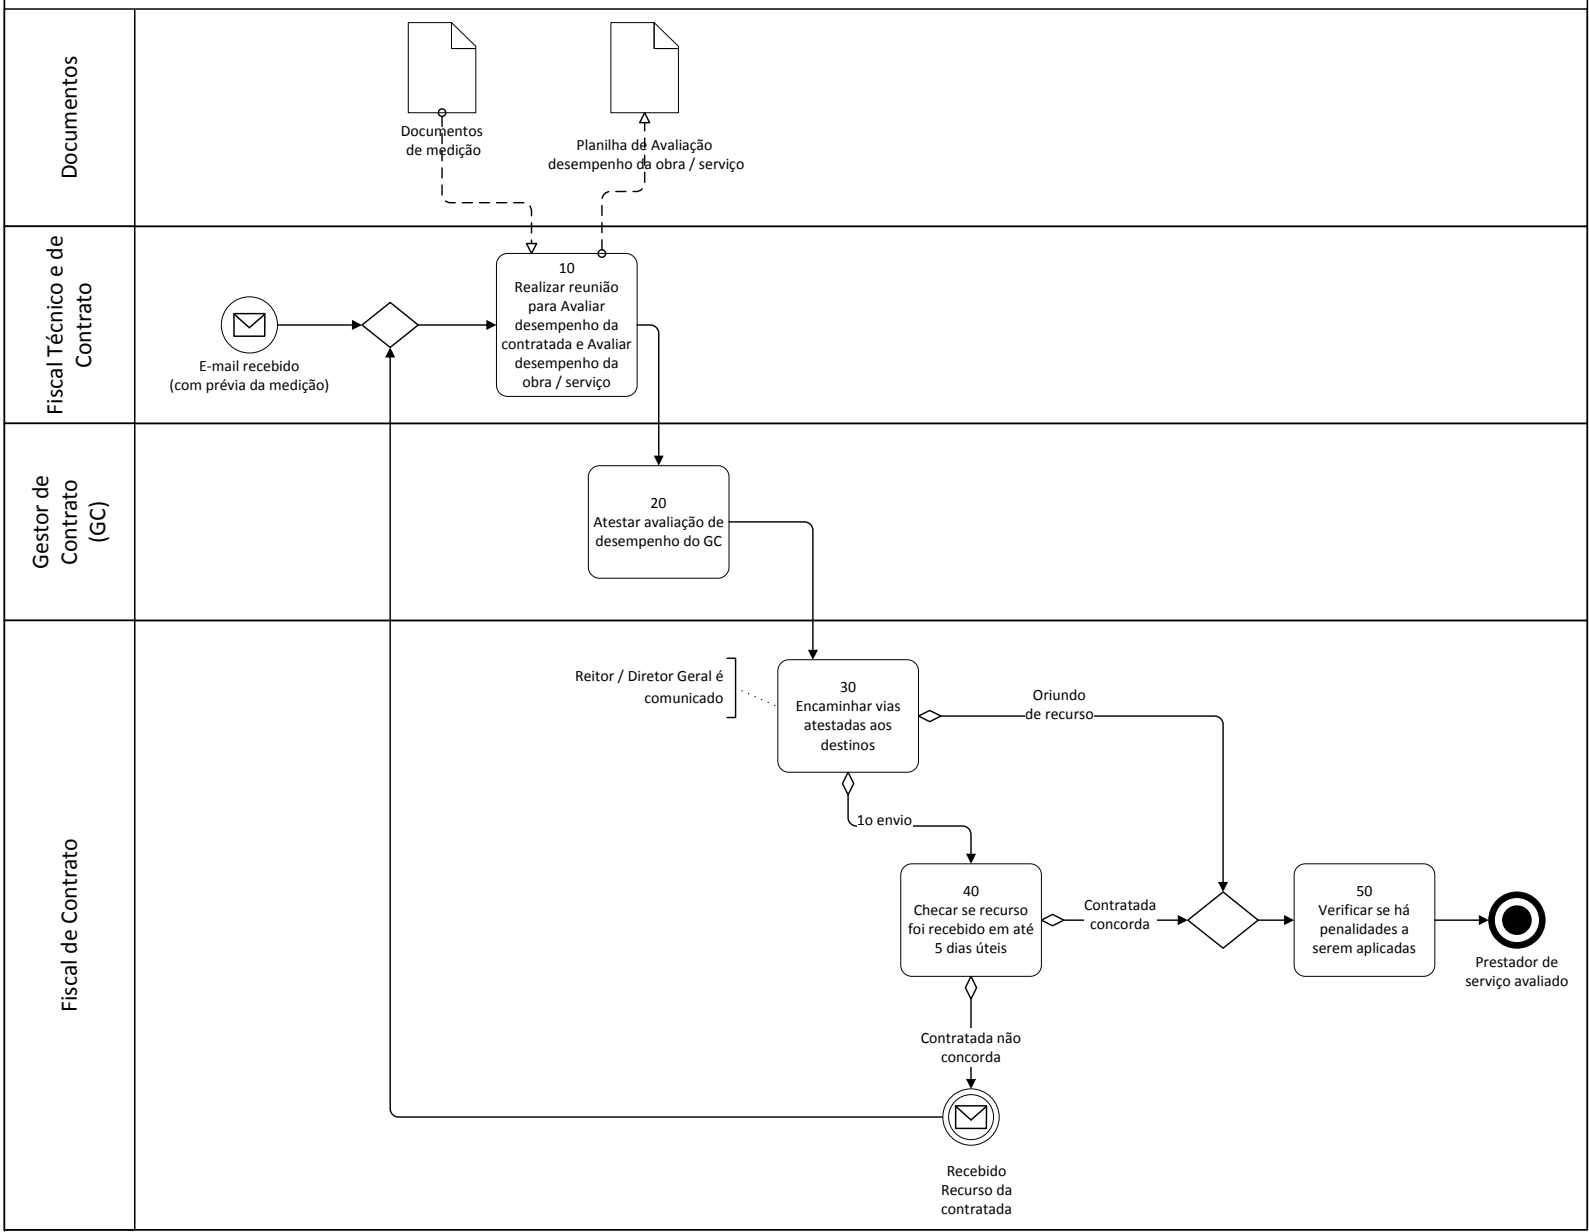 Documentos
Documentos
de medição
Planilha de Avaliação
desempenho da obra / serviço
Fiscal Técnico e de
Contrato
E-mail recebido
(com prévia da medição)
10
Realizar reunião
para Avaliar
desempenho da
contratada e Avaliar
desempenho da
obra / serviço
Gestor de
Contrato
(GC)
20
Atestar avaliação de
desempenho do GC
Fiscal de Contrato
Reitor / Diretor Geral é
comunicado
30
Encaminhar vias
atestadas aos
destinos
Oriundo
de recurso
1o envio
40
Checar se recurso
foi recebido em até
5 dias úteis
Contratada
concorda
50
Verificar se há
penalidades a
serem aplicadas
Prestador de
serviço avaliado
Contratada não
concorda
Recebido
Recurso da
contratada